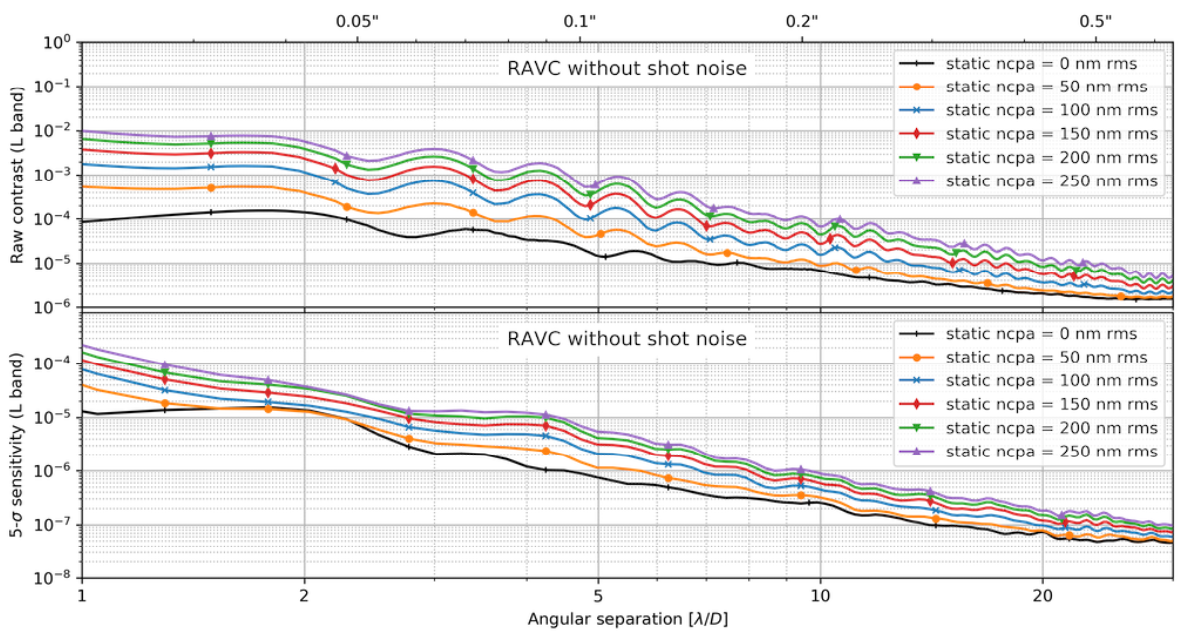 0.05" 0.1" 0.2" 0.5"
Raw contrast (L band)
10⁰
10⁻¹
10⁻²
10⁻³
10⁻⁴
10⁻⁵
10⁻⁶
RAVC without shot noise
static ncpa = 0 nm rms
static ncpa = 50 nm rms
static ncpa = 100 nm rms
static ncpa = 150 nm rms
static ncpa = 200 nm rms
static ncpa = 250 nm rms
5-σ sensitivity (L band)
10⁻⁴
10⁻⁵
10⁻⁶
10⁻⁷
10⁻⁸
RAVC without shot noise
static ncpa = 0 nm rms
static ncpa = 50 nm rms
static ncpa = 100 nm rms
static ncpa = 150 nm rms
static ncpa = 200 nm rms
static ncpa = 250 nm rms
1 2 5 10 20
Angular separation [λ/D]